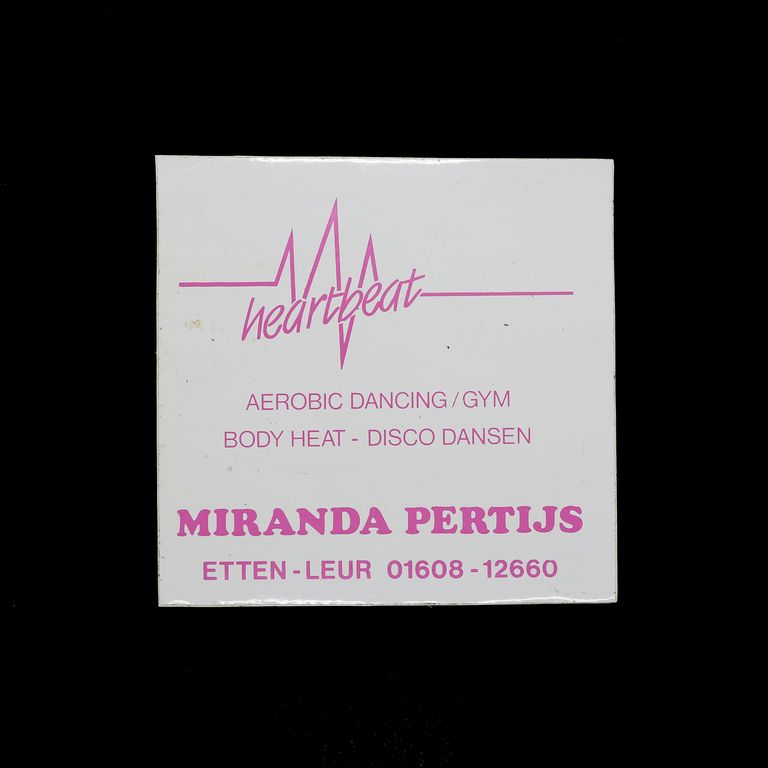 heartbeat
AEROBIC DANCING / GYM
BODY HEAT - DISCO DANSEN
MIRANDA PERTIJS
ETTEN - LEUR 01608 - 12660